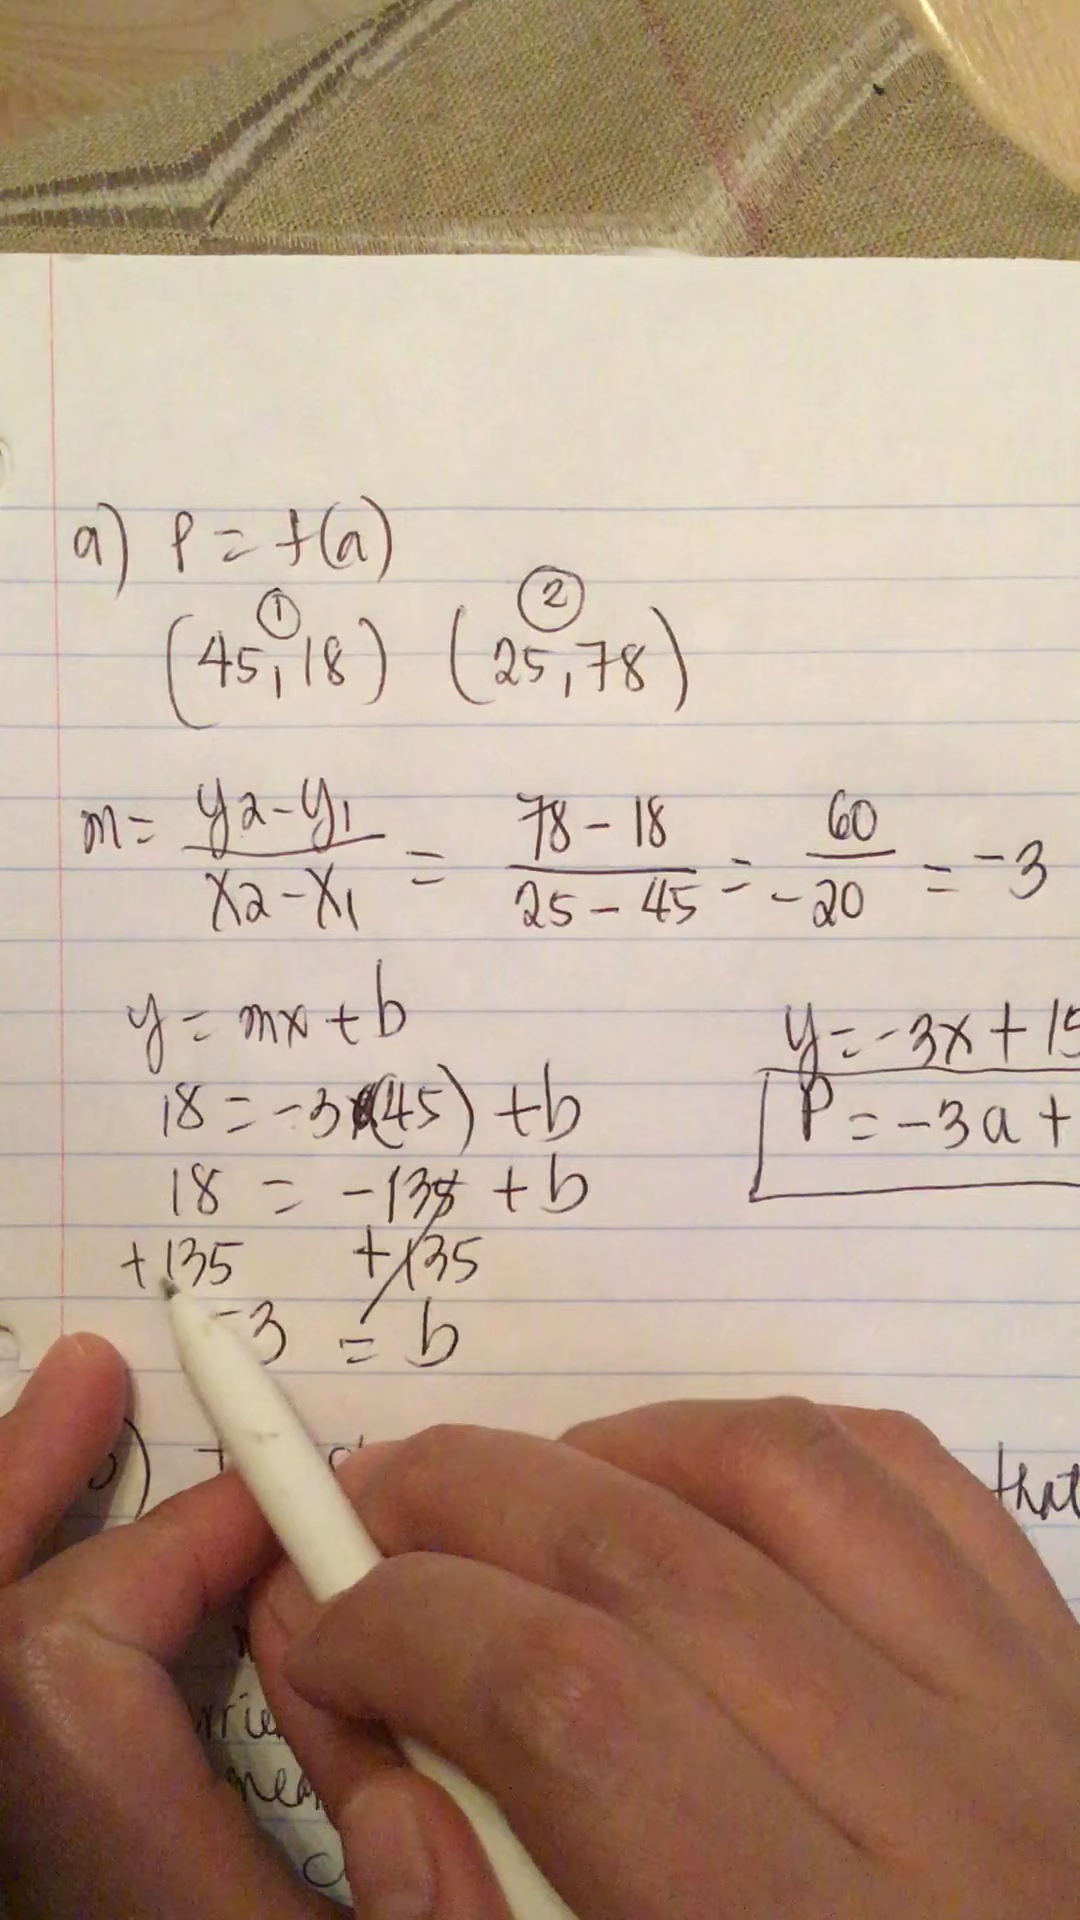 a) P = f(a)
① ②
(45,18) (25,78)
m = y2-y1 / x2-x1 = 78-18 / 25-45 = 60 / -20 = -3
y = mx + b
18 = -3(45) + b
18 = -135 + b
+135 +135
53 = b
y = -3x + 15
P = -3a +
that